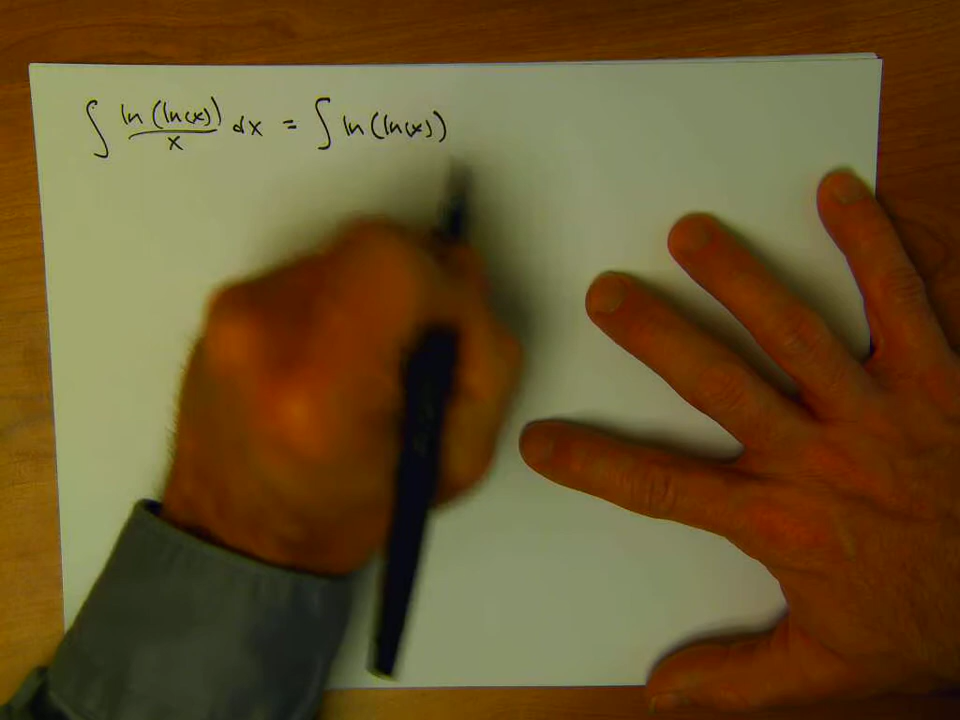 ∫ ln(ln(x))/x dx = ∫ ln(ln(x))